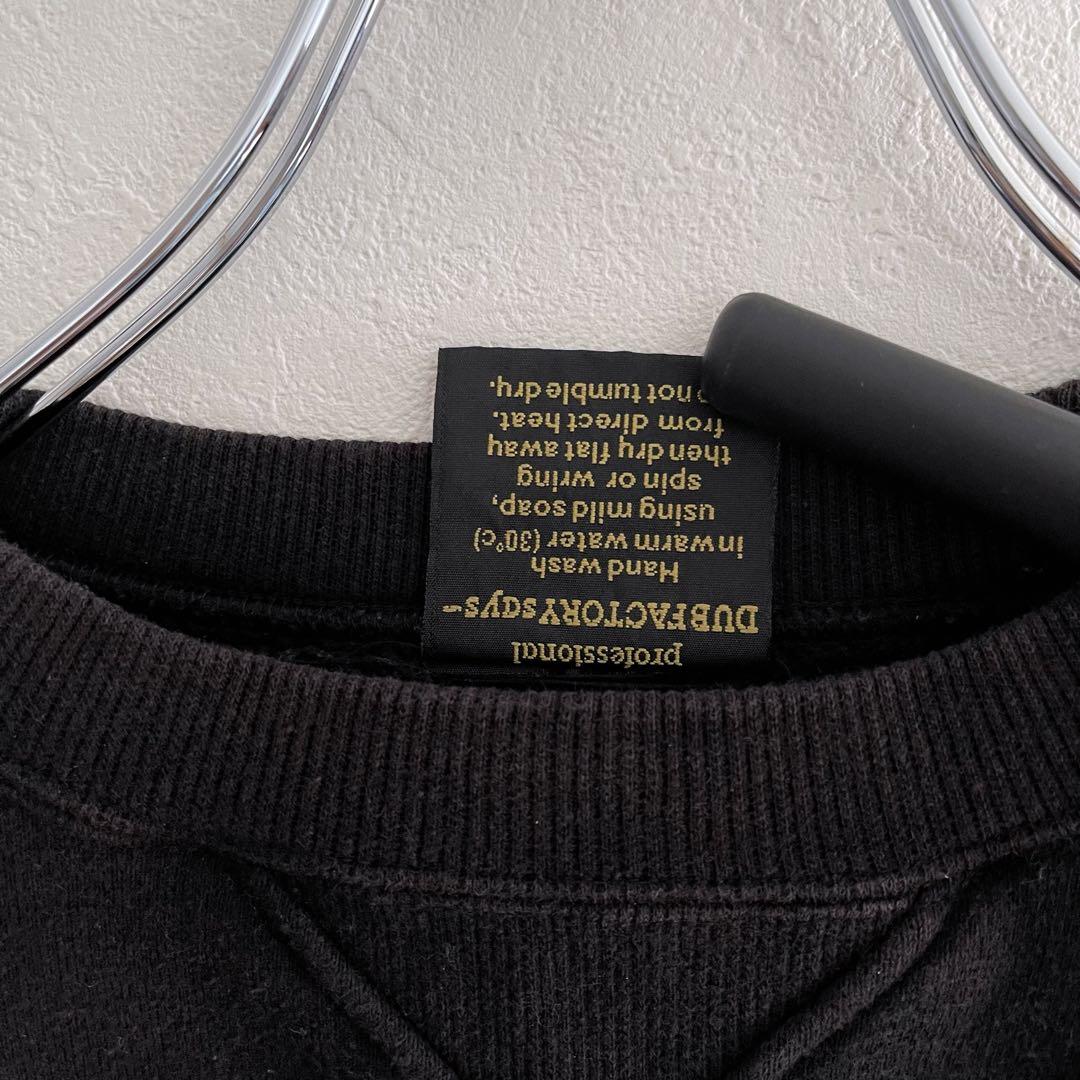 professional
DUBFACTORY says-
Hand wash
in warm water (30°c)
using mild soap,
spin or wring
then dry flat away
from direct heat.
not tumble dry.